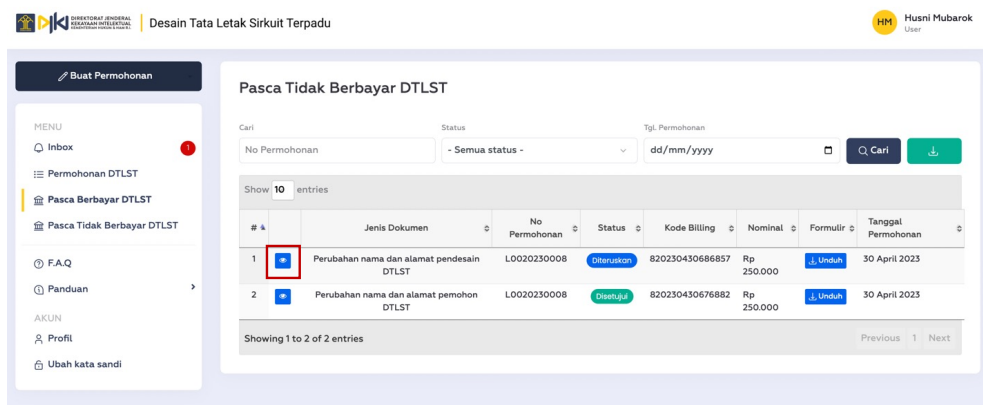 DIREKTORAT JENDERAL
KEKAYAAN INTELEKTUAL
KEMENTERIAN HUKUM & HAM R.I.
Desain Tata Letak Sirkuit Terpadu
HM
Husni Mubarok
User
Buat Permohonan
MENU
Inbox
1
Permohonan DTLST
Pasca Berbayar DTLST
Pasca Tidak Berbayar DTLST
F.A.Q
Panduan
AKUN
Profil
Ubah kata sandi
Pasca Tidak Berbayar DTLST
Cari
Status
Tgl. Permohonan
No Permohonan
- Semua status -
dd/mm/yyyy
Cari
Show 10 entries
# Jenis Dokumen No Permohonan Status Kode Billing Nominal Formulir Tanggal Permohonan
1 Perubahan nama dan alamat pendesain DTLST L0020230008 Diteruskan 820230430686857 Rp 250.000 Unduh 30 April 2023
2 Perubahan nama dan alamat pemohon DTLST L0020230008 Disetujui 820230430676882 Rp 250.000 Unduh 30 April 2023
Showing 1 to 2 of 2 entries
Previous 1 Next